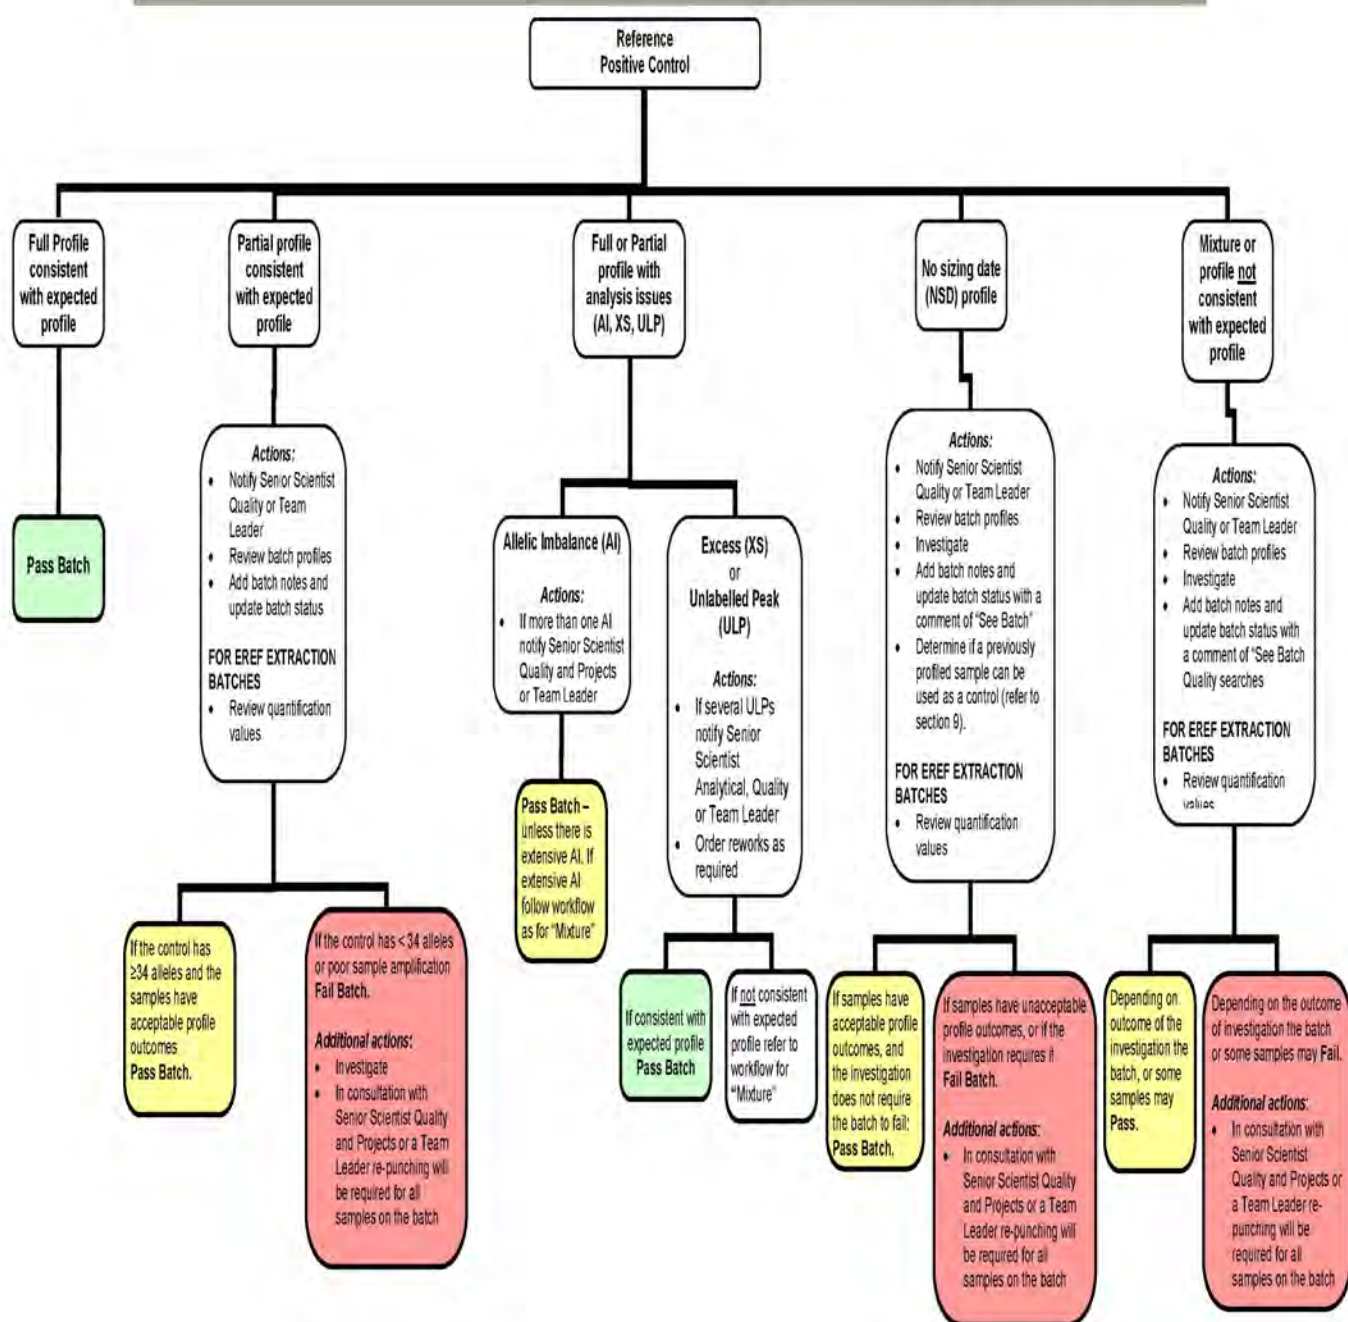 Reference
Positive Control
Full Profile
consistent
with expected
profile
Partial profile
consistent
with expected
profile
Full or Partial
profile with
analysis issues
(AI, XS, ULP)
No sizing date
(NSD) profile
Mixture or
profile not
consistent
with expected
profile
Pass Batch
Actions:
• Notify Senior Scientist
Quality or Team
Leader
• Review batch profiles
• Add batch notes and
update batch status
FOR EREF EXTRACTION
BATCHES
• Review quantification
values
Allelic Imbalance (AI)
Actions:
• If more than one AI
notify Senior Scientist
Quality and Projects
or Team Leader
Excess (XS)
or
Unlabelled Peak
(ULP)
Actions:
• If several ULPs
notify Senior
Scientist
Analytical, Quality
or Team Leader
• Order reworks as
required
Actions:
• Notify Senior Scientist
Quality or Team Leader
• Review batch profiles
• Investigate
• Add batch notes and
update batch status with a
comment of "See Batch"
• Determine if a previously
profiled sample can be
used as a control (refer to
section 9).
FOR EREF EXTRACTION
BATCHES
• Review quantification
values
Actions:
• Notify Senior Scientist
Quality or Team Leader
• Review batch profiles
• Investigate
• Add batch notes and
update batch status with
a comment of "See Batch
Quality searches
FOR EREF EXTRACTION
BATCHES
• Review quantification
values
If the control has
≥34 alleles and the
samples have
acceptable profile
outcomes
Pass Batch.
If the control has < 34 alleles
or poor sample amplification
Fail Batch.
Additional actions:
• Investigate
• In consultation with
Senior Scientist Quality
and Projects or a Team
Leader re-punching will
be required for all
samples on the batch
Pass Batch –
unless there is
extensive AI. If
extensive AI
follow workflow
as for "Mixture"
If consistent with
expected profile
Pass Batch
If not consistent
with expected
profile refer to
workflow for
"Mixture"
If samples have
acceptable profile
outcomes, and
the investigation
does not require
the batch to fail:
Pass Batch.
If samples have unacceptable
profile outcomes, or if the
investigation requires if
Fail Batch.
Additional actions:
• In consultation with
Senior Scientist Quality
and Projects or a Team
Leader re-punching will
be required for all
samples on the batch
Depending on
outcome of the
investigation the
batch, or some
samples may
Pass.
Depending on the outcome
of investigation the batch
or some samples may Fail.
Additional actions:
• In consultation with
Senior Scientist
Quality and Projects or
a Team Leader re-
punching will be
required for all
samples on the batch